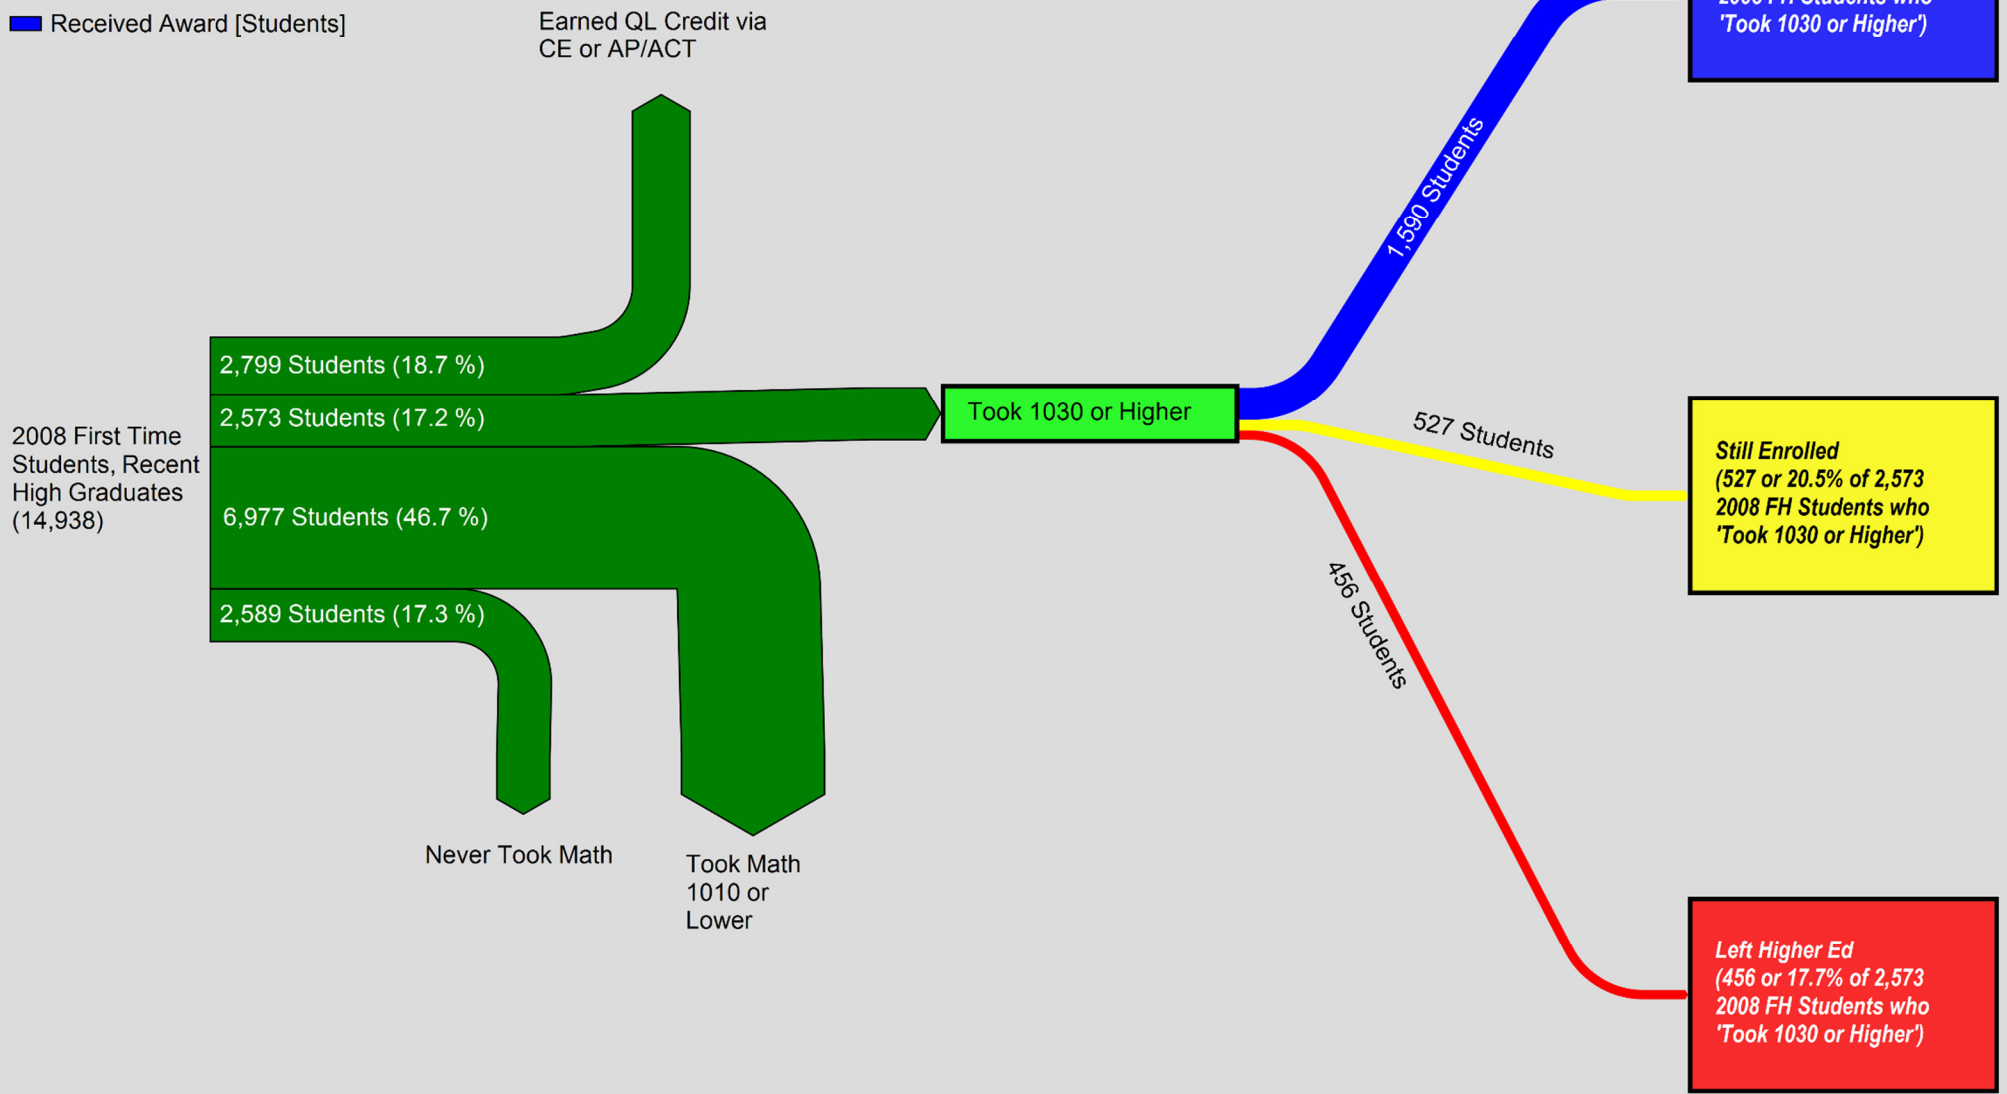 Received Award [Students]
Earned QL Credit via
CE or AP/ACT
'Took 1030 or Higher')
1,590 Students
2,799 Students (18.7 %)
2,573 Students (17.2 %)
Took 1030 or Higher
527 Students
2008 First Time
Students, Recent
High Graduates
(14,938)
6,977 Students (46.7 %)
2,589 Students (17.3 %)
Still Enrolled
(527 or 20.5% of 2,573
2008 FH Students who
'Took 1030 or Higher')
456 Students
Never Took Math
Took Math
1010 or
Lower
Left Higher Ed
(456 or 17.7% of 2,573
2008 FH Students who
'Took 1030 or Higher')